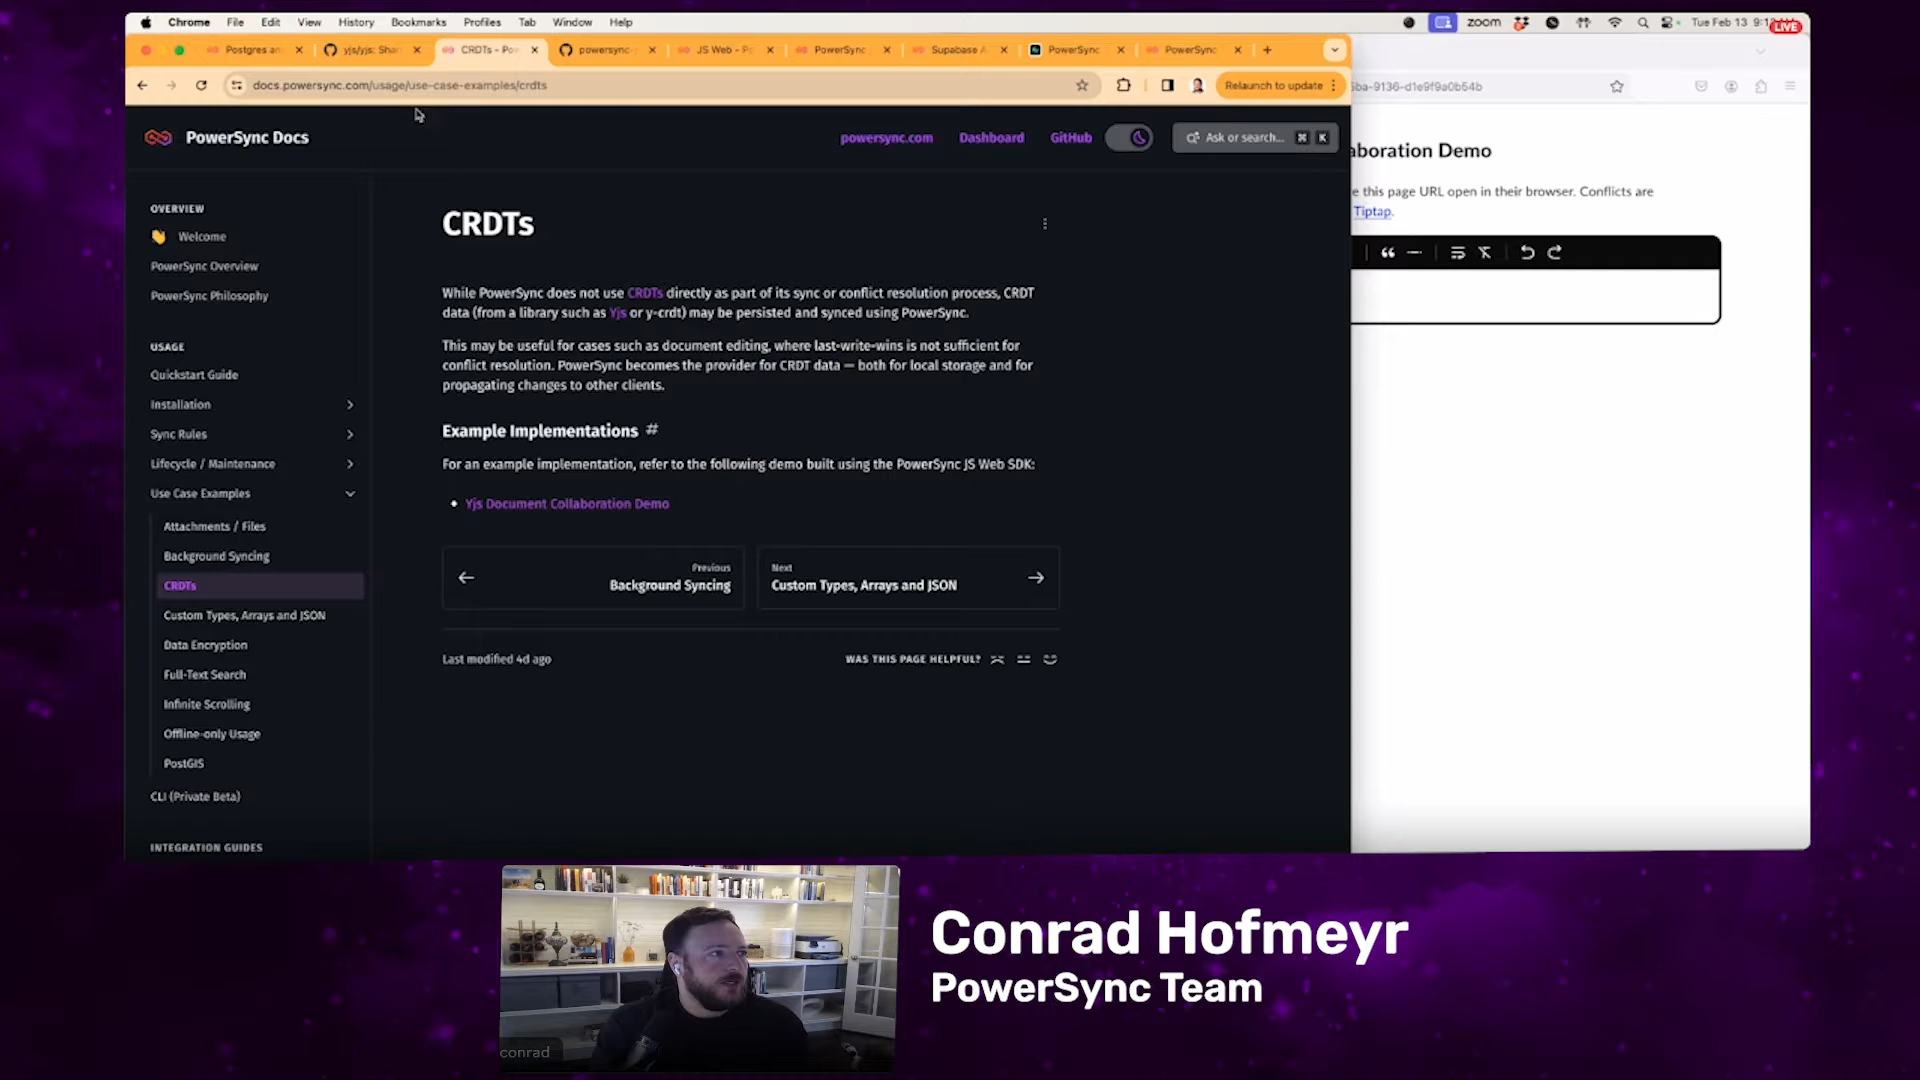 Chrome File Edit View History Bookmarks Profiles Tab Window Help
zoom Tue Feb 13
LIVE
Postgres an
yjs/yjs: Shar
CRDTs - Pow
powersync-
JS Web - Po
PowerSync
Supabase A
PowerSync
PowerSync
docs.powersync.com/usage/use-case-examples/crdts
Relaunch to update
5ba-9136-d1e9f9a0b54b
PowerSync Docs
powersync.com
Dashboard
GitHub
Ask or search... ⌘ K
OVERVIEW
👋 Welcome
PowerSync Overview
PowerSync Philosophy
USAGE
Quickstart Guide
Installation
Sync Rules
Lifecycle / Maintenance
Use Case Examples
Attachments / Files
Background Syncing
CRDTs
Custom Types, Arrays and JSON
Data Encryption
Full-Text Search
Infinite Scrolling
Offline-only Usage
PostGIS
CLI (Private Beta)
INTEGRATION GUIDES
CRDTs
While PowerSync does not use CRDTs directly as part of its sync or conflict resolution process, CRDT
data (from a library such as Yjs or y-crdt) may be persisted and synced using PowerSync.
This may be useful for cases such as document editing, where last-write-wins is not sufficient for
conflict resolution. PowerSync becomes the provider for CRDT data — both for local storage and for
propagating changes to other clients.
Example Implementations #
For an example implementation, refer to the following demo built using the PowerSync JS Web SDK:
• Yjs Document Collaboration Demo
Previous
Background Syncing
Next
Custom Types, Arrays and JSON
Last modified 4d ago
WAS THIS PAGE HELPFUL?
boration Demo
e this page URL open in their browser. Conflicts are
Tiptap.
conrad
Conrad Hofmeyr
PowerSync Team